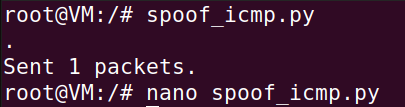 root@VM:/# spoof_icmp.py
.
Sent 1 packets.
root@VM:/# nano spoof_icmp.py